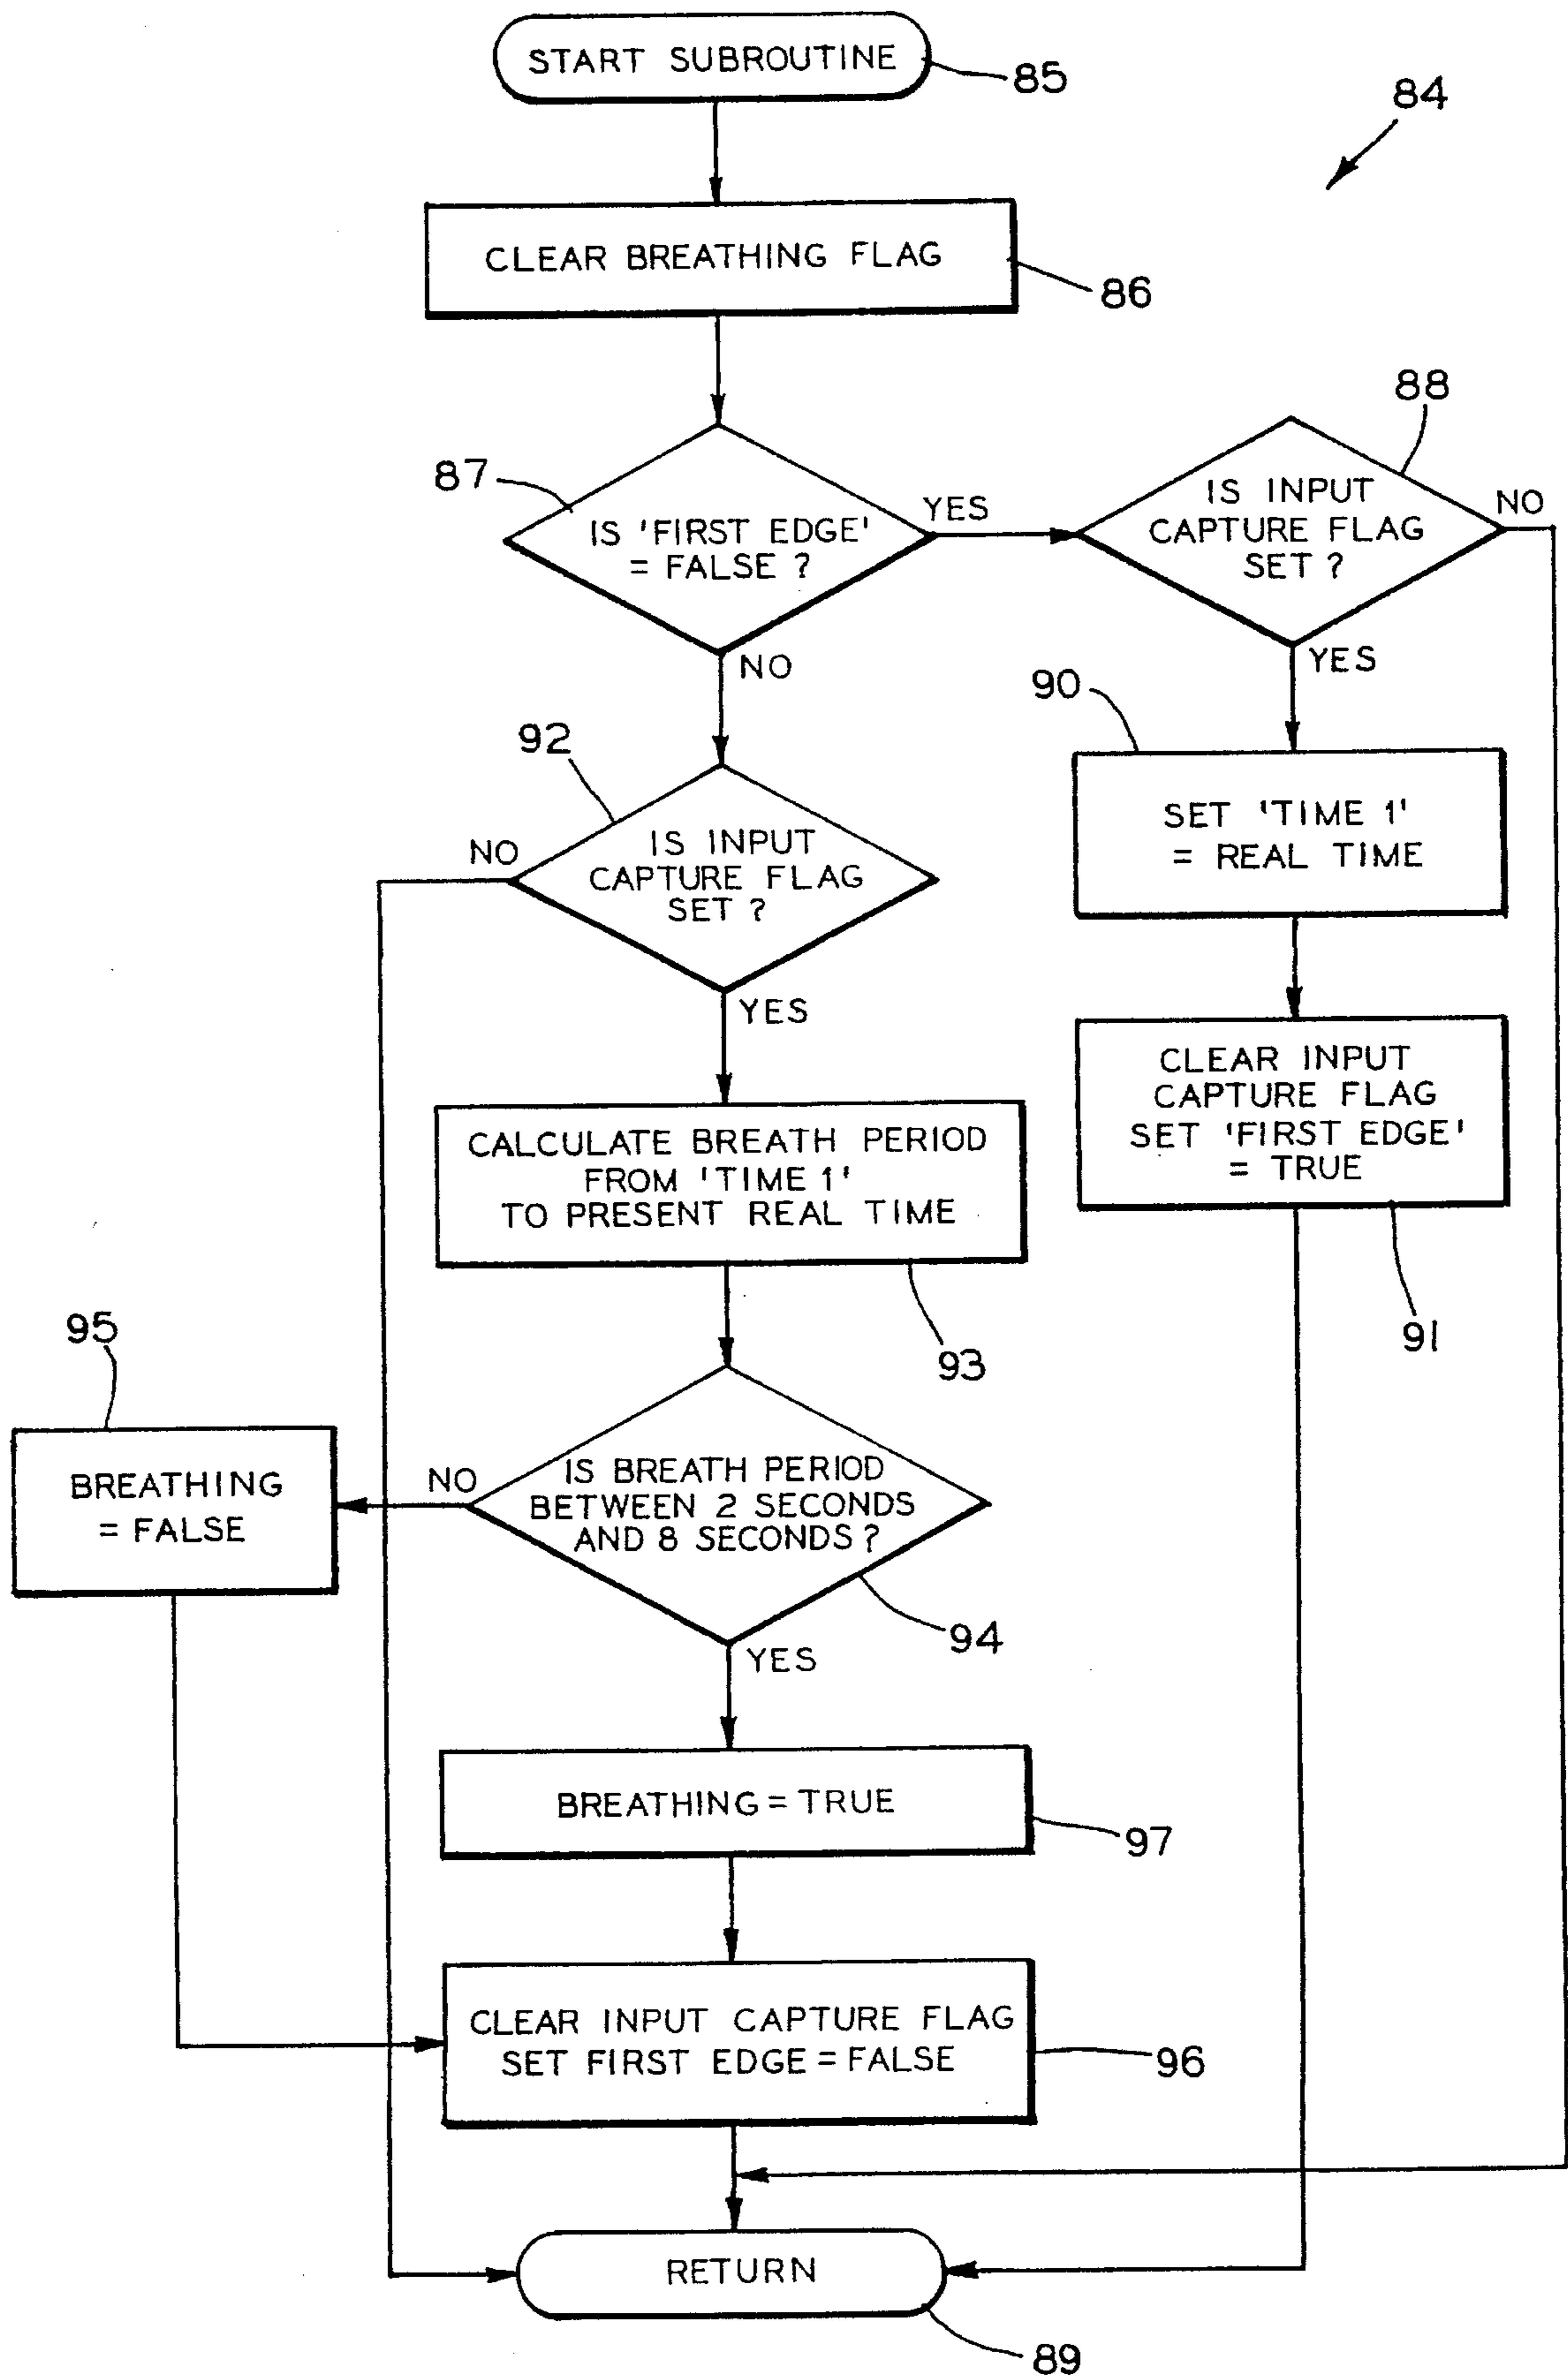 START SUBROUTINE
85
84
CLEAR BREATHING FLAG
86
87
IS 'FIRST EDGE'
= FALSE ?
YES
NO
88
IS INPUT
CAPTURE FLAG
SET ?
NO
YES
90
SET 'TIME 1'
= REAL TIME
92
IS INPUT
CAPTURE FLAG
SET ?
NO
YES
CLEAR INPUT
CAPTURE FLAG
SET 'FIRST EDGE'
= TRUE
91
CALCULATE BREATH PERIOD
FROM 'TIME 1'
TO PRESENT REAL TIME
93
95
BREATHING
= FALSE
NO
IS BREATH PERIOD
BETWEEN 2 SECONDS
AND 8 SECONDS ?
94
YES
BREATHING = TRUE
97
CLEAR INPUT CAPTURE FLAG
SET FIRST EDGE = FALSE
96
RETURN
89